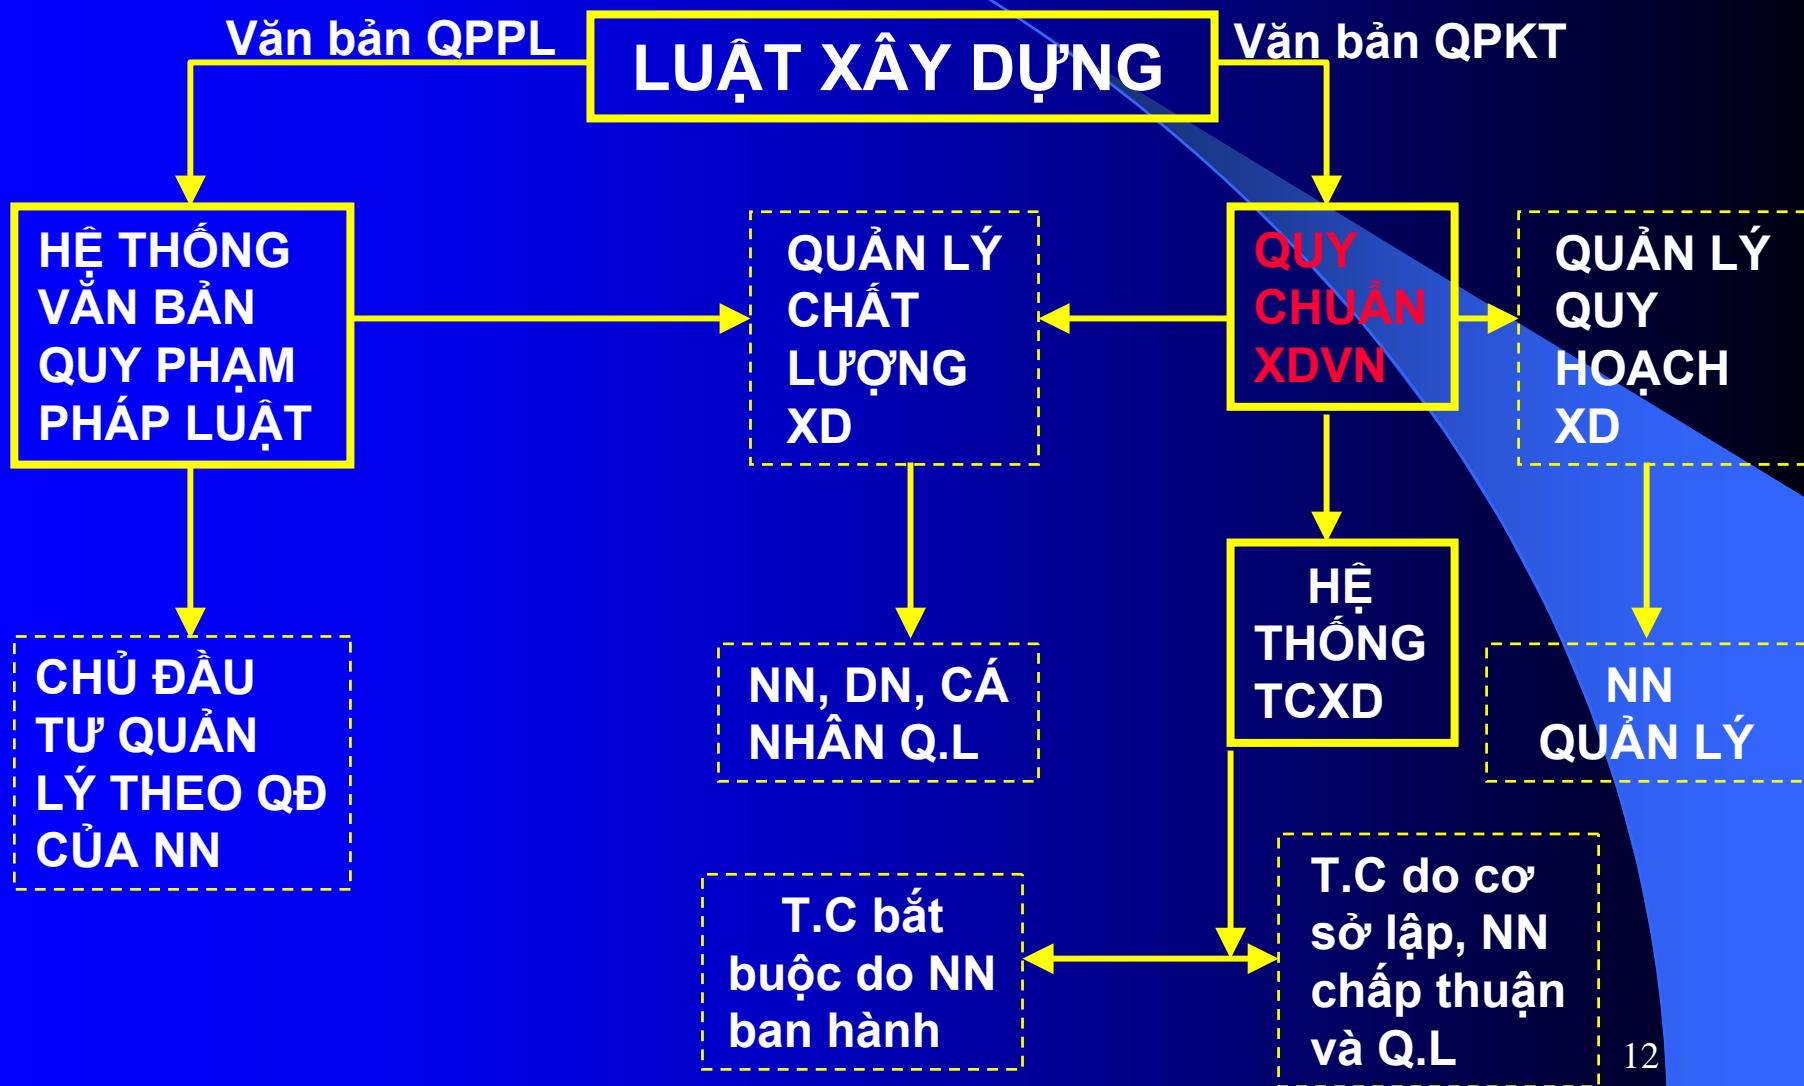 Văn bản QPPL
LUẬT XÂY DỰNG
Văn bản QPKT
HỆ THỐNG
VĂN BẢN
QUY PHẠM
PHÁP LUẬT
QUẢN LÝ
CHẤT
LƯỢNG
XD
QUY
CHUẨN
XDVN
QUẢN LÝ
QUY
HOẠCH
XD
HỆ
THỐNG
TCXD
CHỦ ĐẦU
TƯ QUẢN
LÝ THEO QĐ
CỦA NN
NN, DN, CÁ
NHÂN Q.L
NN
QUẢN LÝ
T.C bắt
buộc do NN
ban hành
T.C do cơ
sở lập, NN
chấp thuận
và Q.L
12